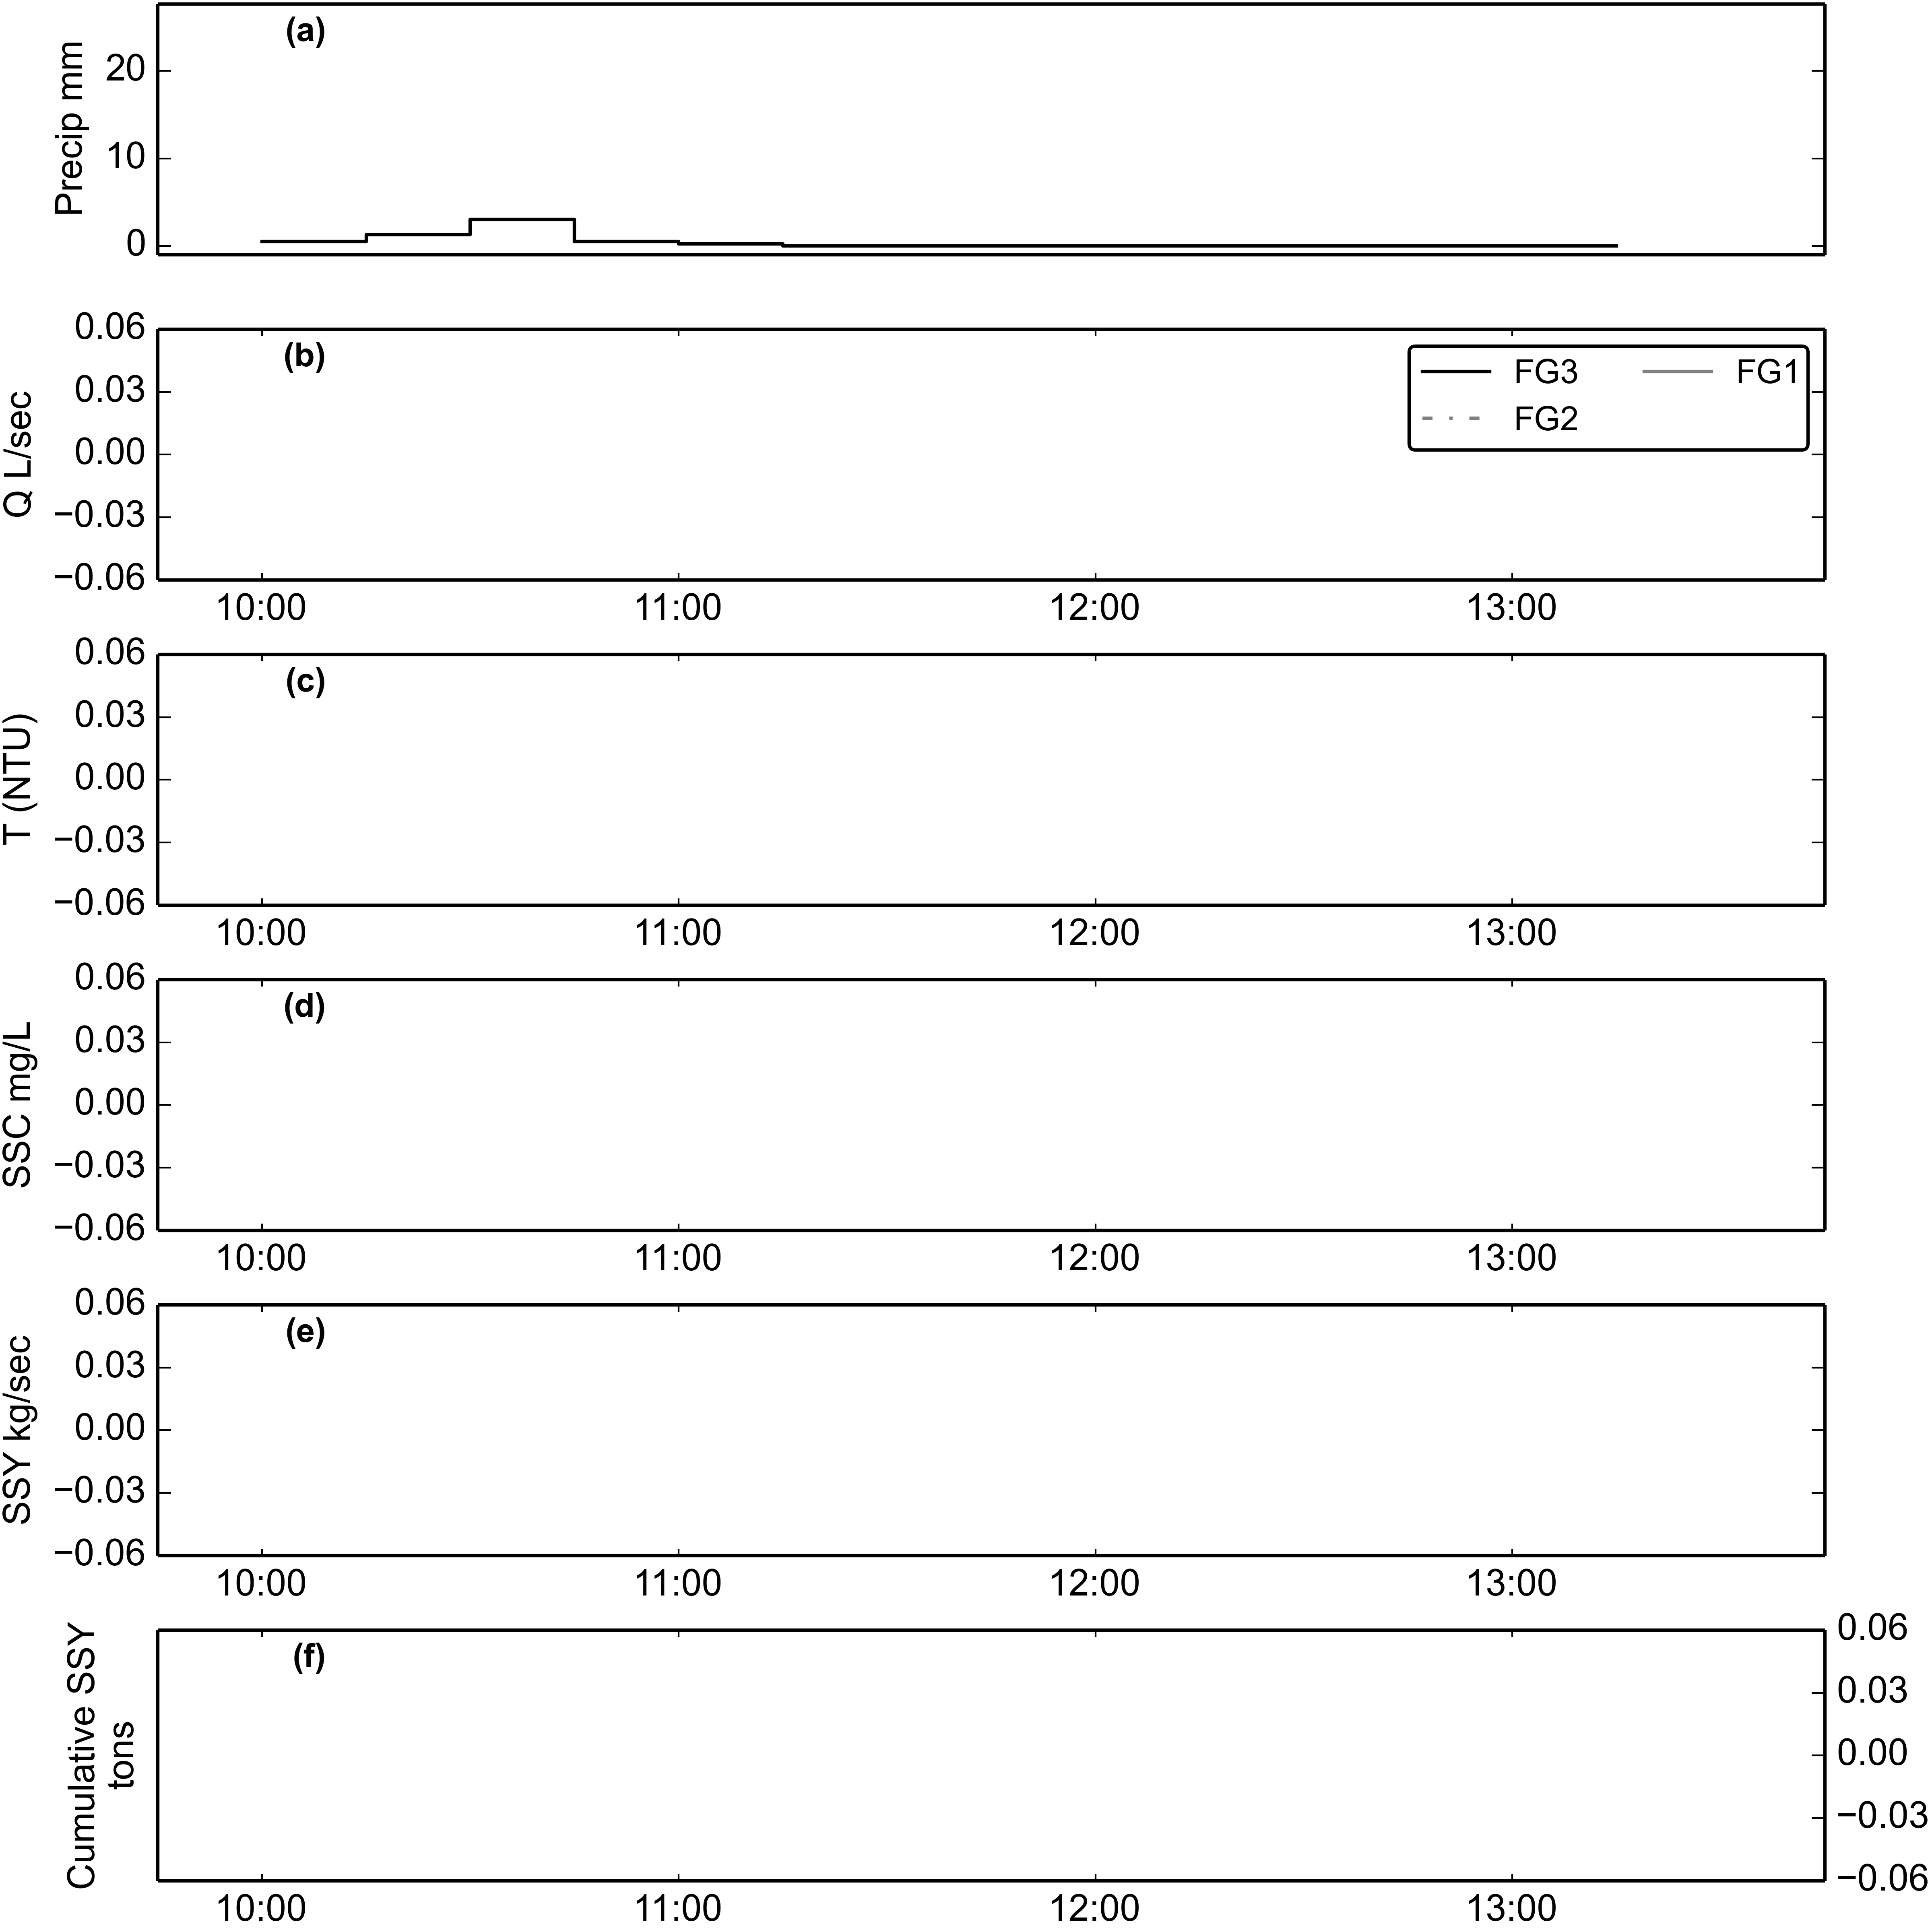 (a)
Precip mm
20
10
0
(b)
Q L/sec
0.06
0.03
0.00
−0.03
−0.06
FG3 FG1
FG2
10:00 11:00 12:00 13:00
(c)
T (NTU)
0.06
0.03
0.00
−0.03
−0.06
10:00 11:00 12:00 13:00
(d)
SSC mg/L
0.06
0.03
0.00
−0.03
−0.06
10:00 11:00 12:00 13:00
(e)
SSY kg/sec
0.06
0.03
0.00
−0.03
−0.06
10:00 11:00 12:00 13:00
(f)
Cumulative SSY
tons
0.06
0.03
0.00
−0.03
−0.06
10:00 11:00 12:00 13:00